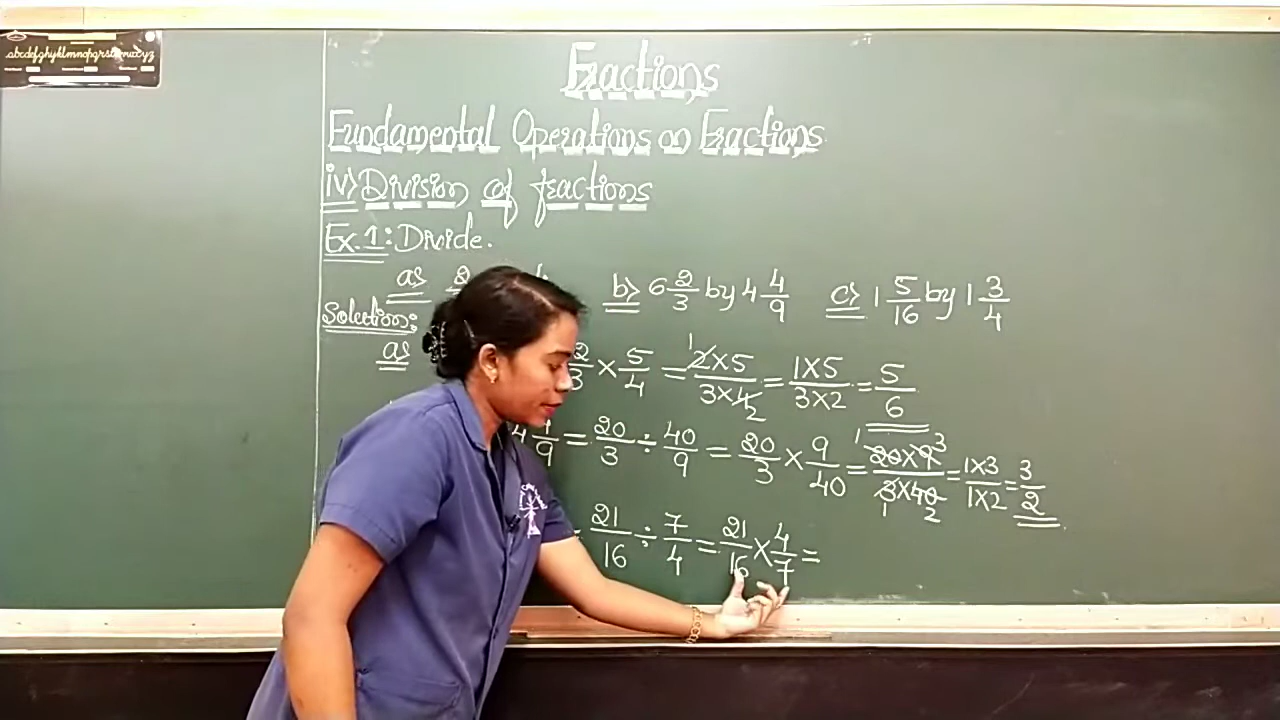 abcdefghijklmnopqrstuvwxyz
Fractions
Fundamental Operations on Fractions
iv) Division of fractions
Ex.1: Divide.
a) 2 b) 6 2/3 by 4 4/9 c) 1 5/16 by 1 3/4
Solution:
a) 2/3 × 5/4 = 2×5/3×4 = 1×5/3×2 = 5/6
4 4/9 = 20/3 ÷ 40/9 = 20/3 × 9/40 = 20×9/3×40 = 1×3/1×2 = 3/2
= 21/16 ÷ 7/4 = 21/16 × 4/7 =